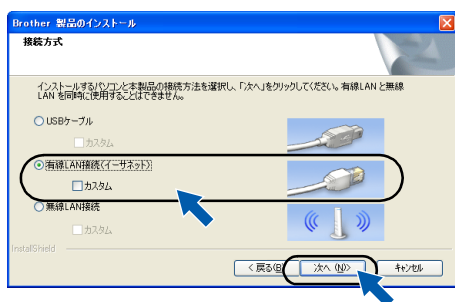 Brother 製品のインストール
接続方式
インストールするパソコンと本製品の接続方法を選択し、「次へ」をクリックしてください。有線LAN と無線
LAN を同時に使用することはできません。
USBケーブル
カスタム
有線LAN接続(イーサネット)
カスタム
無線LAN接続
カスタム
InstallShield
< 戻る(B)
次へ (N)>
キャンセル